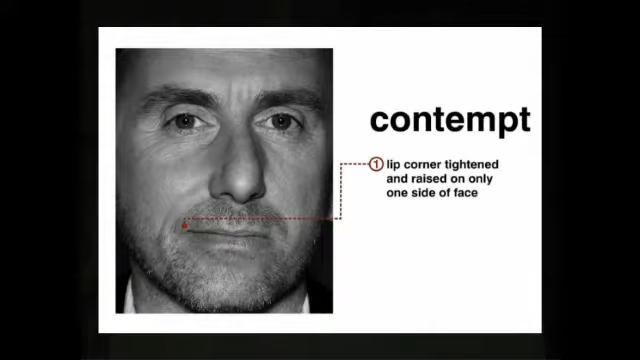 contempt
1 lip corner tightened
and raised on only
one side of face